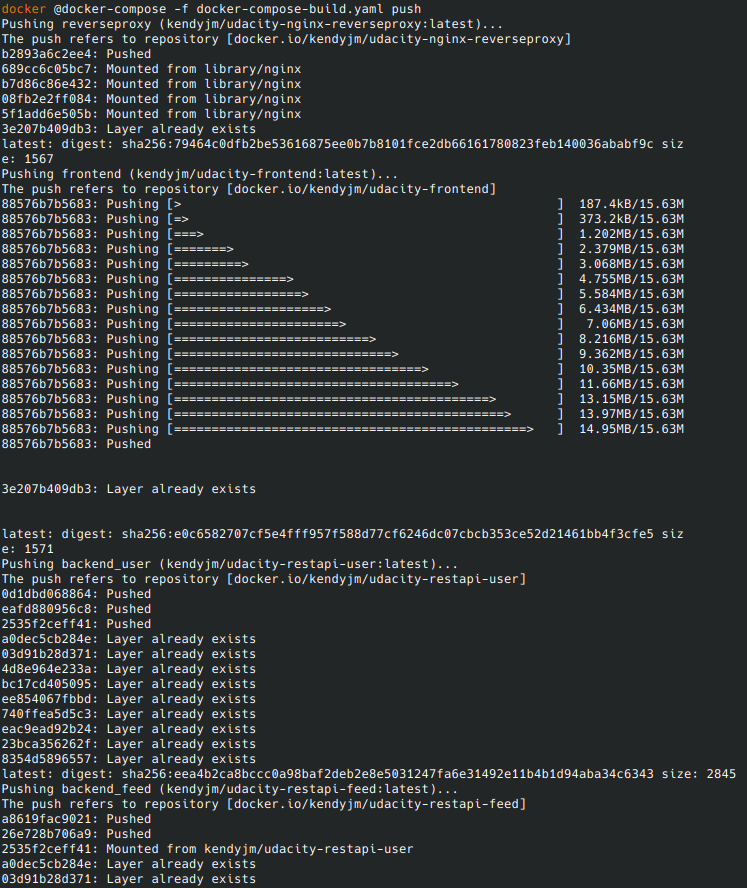 docker @docker-compose -f docker-compose-build.yaml push
Pushing reverseproxy (kendyjm/udacity-nginx-reverseproxy:latest)...
The push refers to repository [docker.io/kendyjm/udacity-nginx-reverseproxy]
b2893a6c2ee4: Pushed
689cc6c05bc7: Mounted from library/nginx
b7d86c86e432: Mounted from library/nginx
08fb2e2ff084: Mounted from library/nginx
5f1add6e505b: Mounted from library/nginx
3e207b409db3: Layer already exists
latest: digest: sha256:79464c0dfb2be53616875ee0b7b8101fce2db66161780823feb140036ababf9c siz
e: 1567
Pushing frontend (kendyjm/udacity-frontend:latest)...
The push refers to repository [docker.io/kendyjm/udacity-frontend]
88576b7b5683: Pushing [>                                                  ]  187.4kB/15.63M
88576b7b5683: Pushing [=>                                                 ]  373.2kB/15.63M
88576b7b5683: Pushing [===>                                               ]  1.202MB/15.63M
88576b7b5683: Pushing [=======>                                           ]  2.379MB/15.63M
88576b7b5683: Pushing [=========>                                         ]  3.068MB/15.63M
88576b7b5683: Pushing [===============>                                   ]  4.755MB/15.63M
88576b7b5683: Pushing [=================>                                 ]  5.584MB/15.63M
88576b7b5683: Pushing [====================>                              ]  6.434MB/15.63M
88576b7b5683: Pushing [======================>                            ]   7.06MB/15.63M
88576b7b5683: Pushing [==========================>                        ]  8.216MB/15.63M
88576b7b5683: Pushing [=============================>                     ]  9.362MB/15.63M
88576b7b5683: Pushing [=================================>                 ]  10.35MB/15.63M
88576b7b5683: Pushing [=====================================>             ]  11.66MB/15.63M
88576b7b5683: Pushing [==========================================>        ]  13.15MB/15.63M
88576b7b5683: Pushing [============================================>      ]  13.97MB/15.63M
88576b7b5683: Pushing [===============================================>   ]  14.95MB/15.63M
88576b7b5683: Pushed
3e207b409db3: Layer already exists
latest: digest: sha256:e0c6582707cf5e4fff957f588d77cf6246dc07cbcb353ce52d21461bb4f3cfe5 siz
e: 1571
Pushing backend_user (kendyjm/udacity-restapi-user:latest)...
The push refers to repository [docker.io/kendyjm/udacity-restapi-user]
0d1dbd068864: Pushed
eafd880956c8: Pushed
2535f2ceff41: Pushed
a0dec5cb284e: Layer already exists
03d91b28d371: Layer already exists
4d8e964e233a: Layer already exists
bc17cd405095: Layer already exists
ee854067fbbd: Layer already exists
740ffea5d5c3: Layer already exists
eac9ead92b24: Layer already exists
23bca356262f: Layer already exists
8354d5896557: Layer already exists
latest: digest: sha256:eea4b2ca8bccc0a98baf2deb2e8e5031247fa6e31492e11b4b1d94aba34c6343 size: 2845
Pushing backend_feed (kendyjm/udacity-restapi-feed:latest)...
The push refers to repository [docker.io/kendyjm/udacity-restapi-feed]
a8619fac9021: Pushed
26e728b706a9: Pushed
2535f2ceff41: Mounted from kendyjm/udacity-restapi-user
a0dec5cb284e: Layer already exists
03d91b28d371: Layer already exists